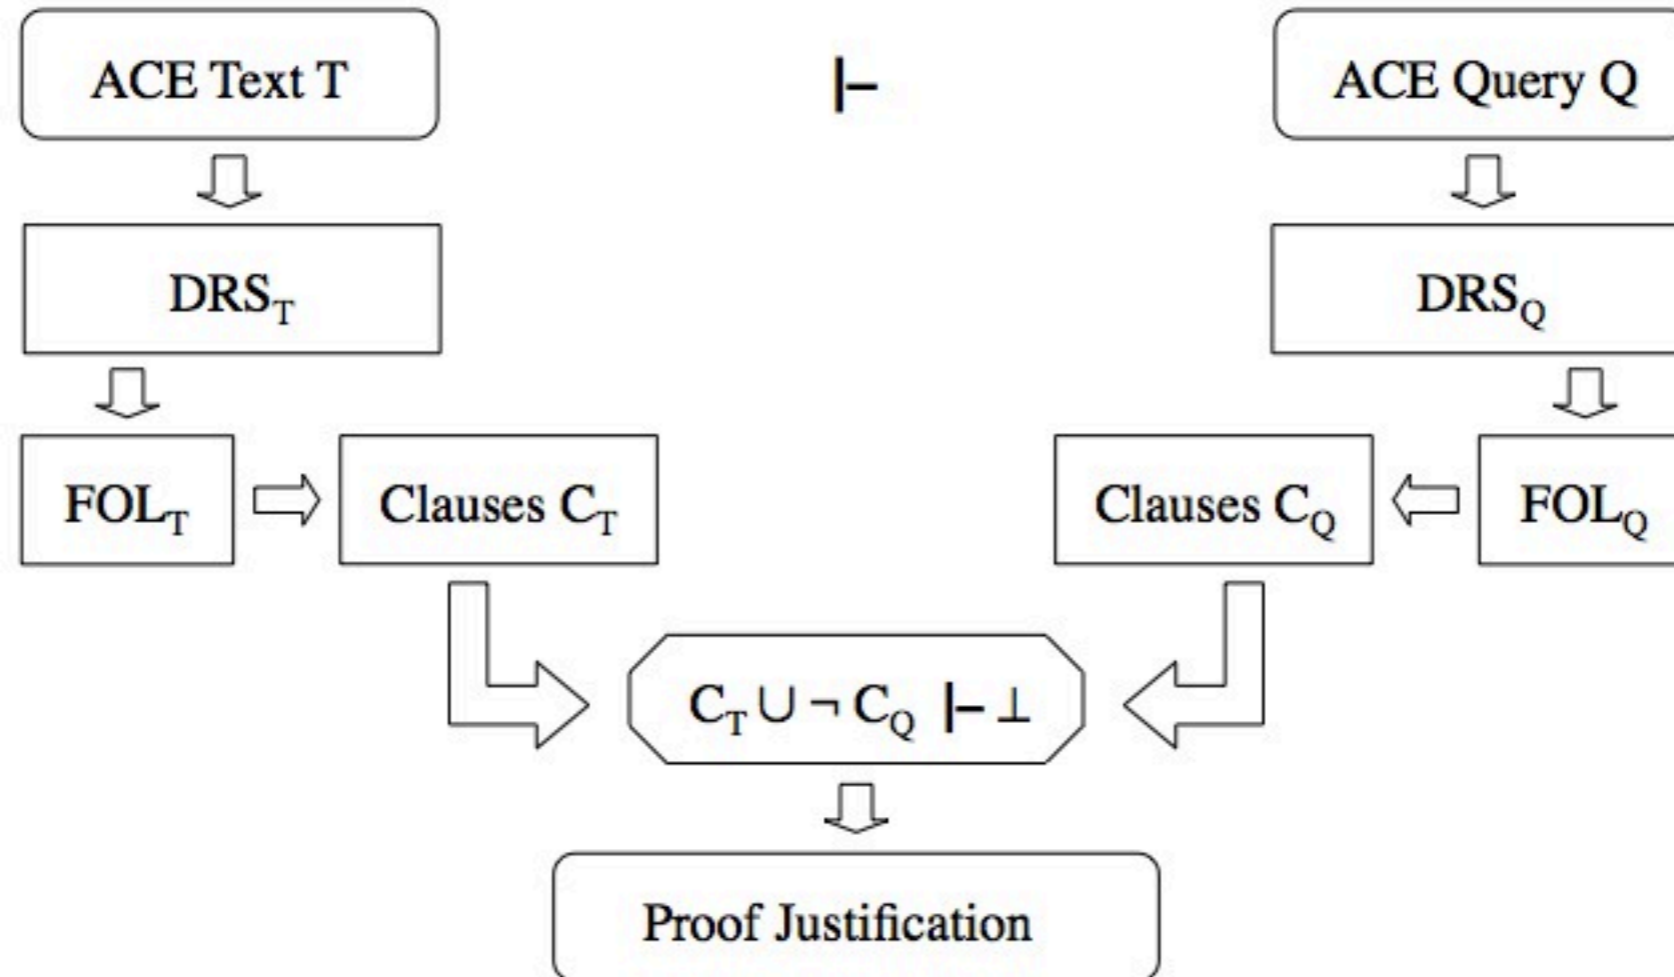 ACE Text T
|–
ACE Query Q
DRS_T
DRS_Q
FOL_T
Clauses C_T
Clauses C_Q
FOL_Q
C_T ∪ ¬ C_Q |– ⊥
Proof Justification